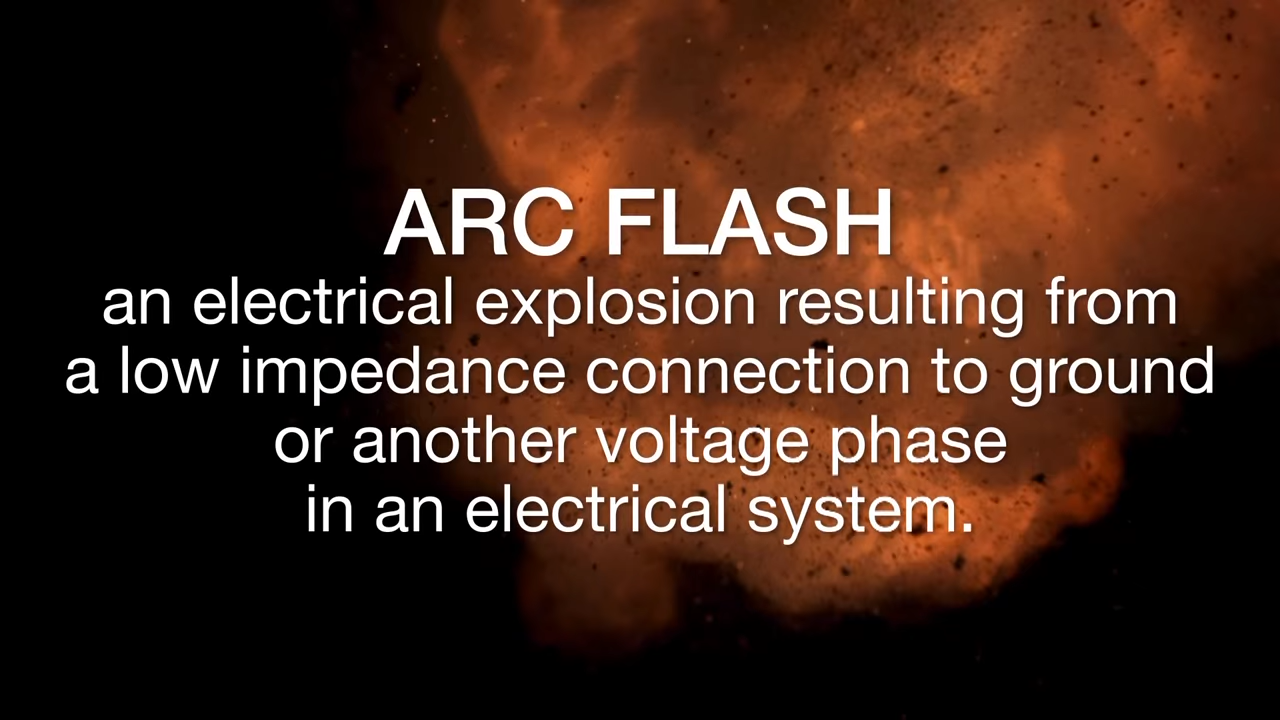 ARC FLASH
an electrical explosion resulting from
a low impedance connection to ground
or another voltage phase
in an electrical system.